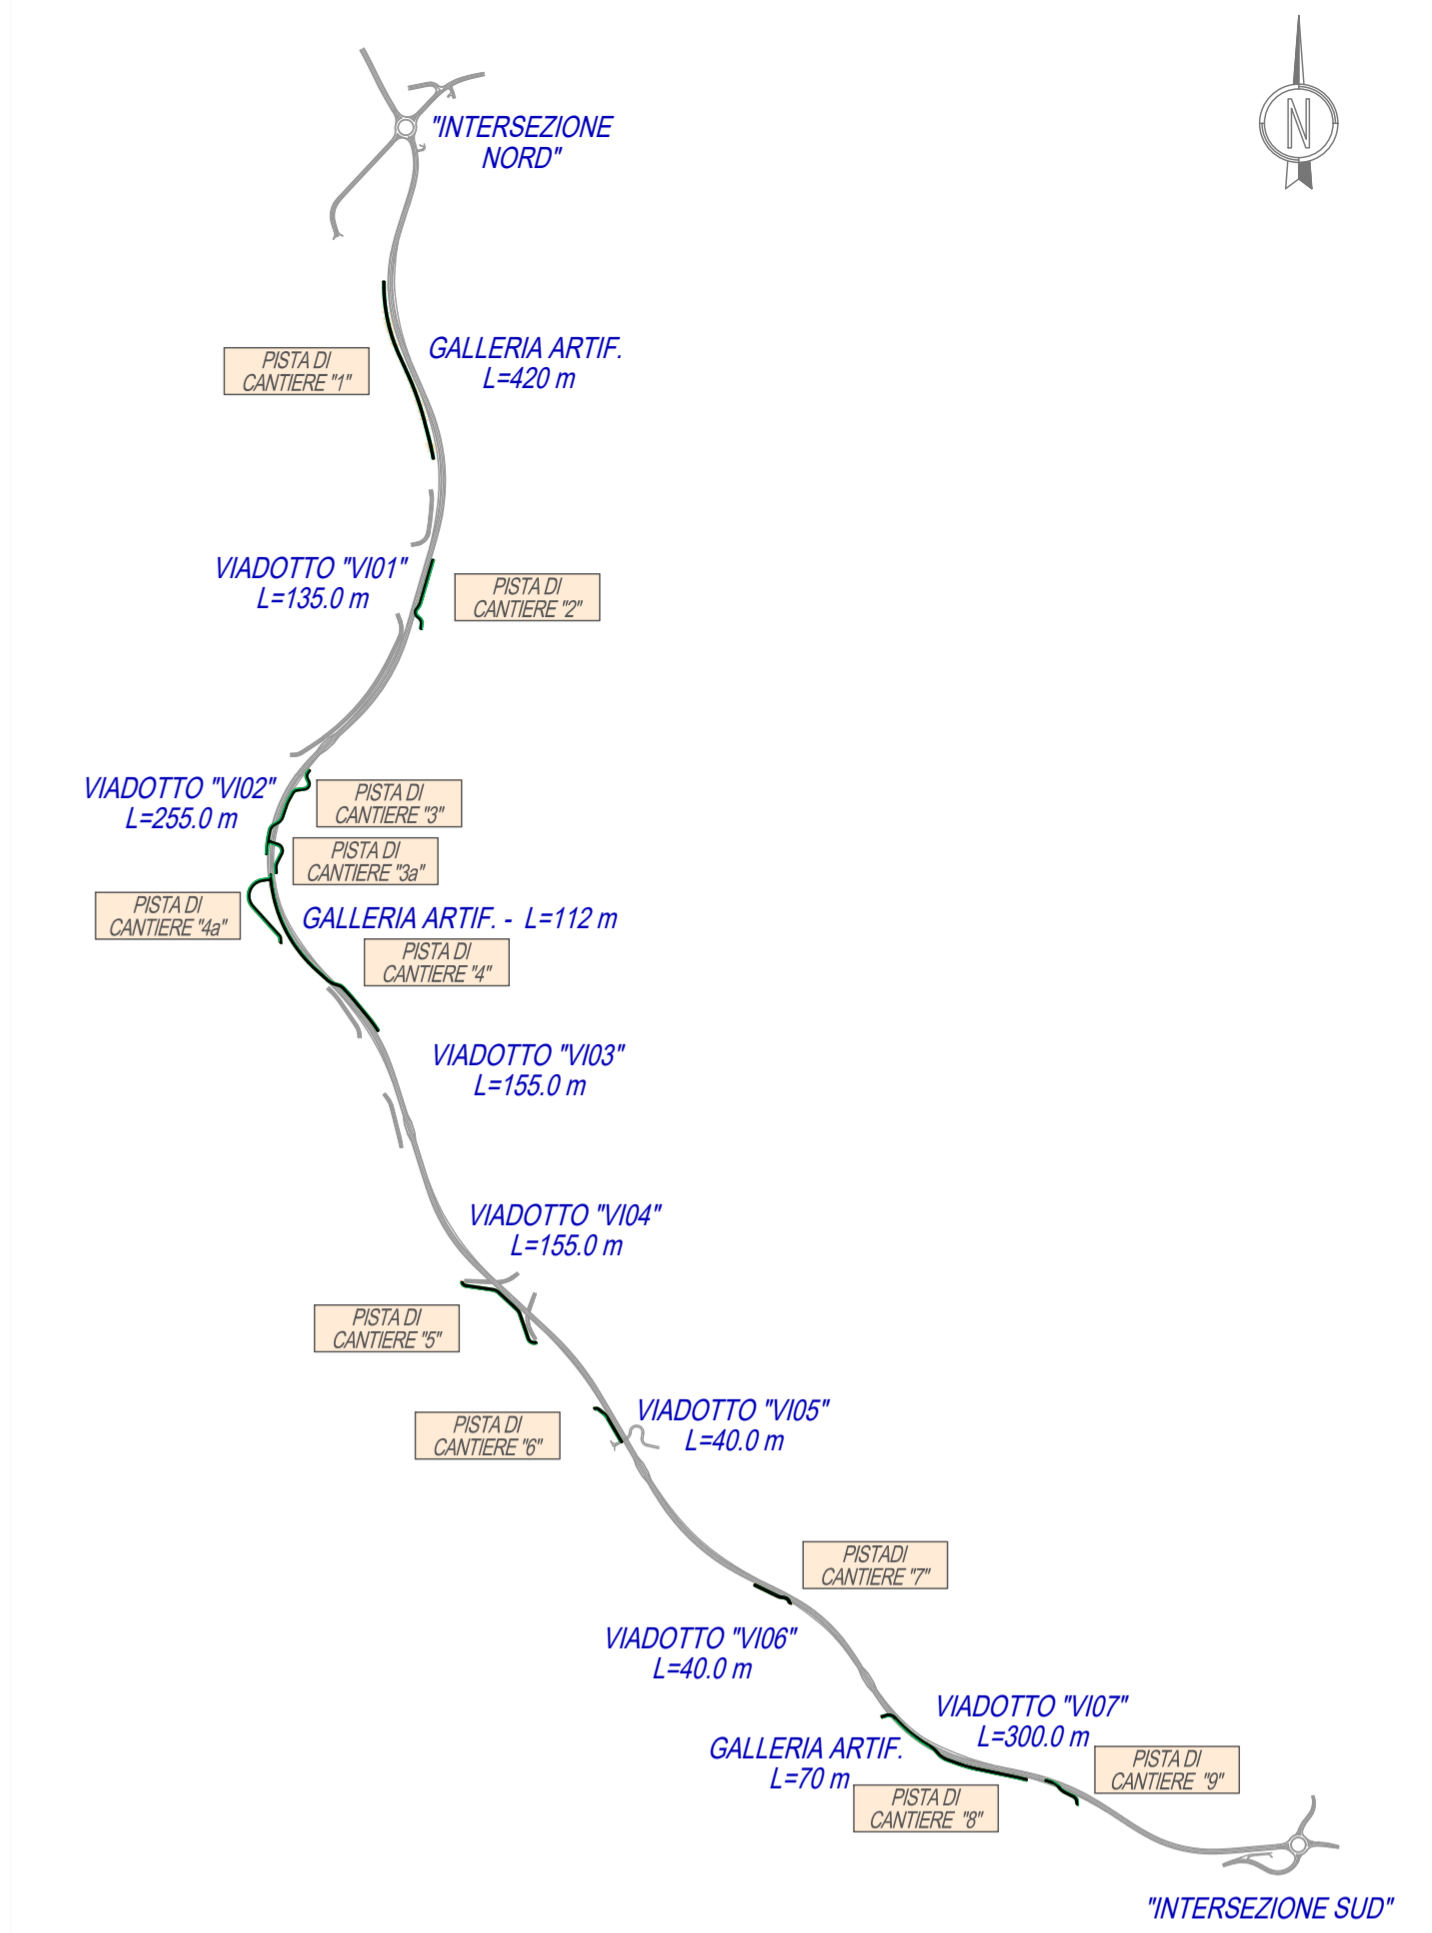 N
"INTERSEZIONE
NORD"
GALLERIA ARTIF.
L=420 m
PISTA DI
CANTIERE "1"
VIADOTTO "VI01"
L=135.0 m
PISTA DI
CANTIERE "2"
VIADOTTO "VI02"
L=255.0 m
PISTA DI
CANTIERE "3"
PISTA DI
CANTIERE "3a"
PISTA DI
CANTIERE "4a"
GALLERIA ARTIF. - L=112 m
PISTA DI
CANTIERE "4"
VIADOTTO "VI03"
L=155.0 m
VIADOTTO "VI04"
L=155.0 m
PISTA DI
CANTIERE "5"
VIADOTTO "VI05"
L=40.0 m
PISTA DI
CANTIERE "6"
PISTADI
CANTIERE "7"
VIADOTTO "VI06"
L=40.0 m
VIADOTTO "VI07"
L=300.0 m
GALLERIA ARTIF.
L=70 m
PISTA DI
CANTIERE "9"
PISTA DI
CANTIERE "8"
"INTERSEZIONE SUD"